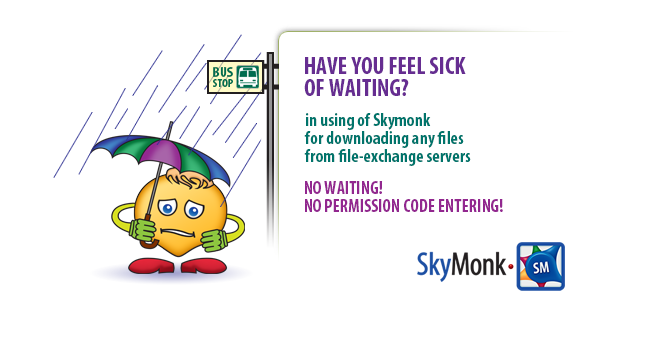 BUS
STOP
HAVE YOU FEEL SICK
OF WAITING?
in using of Skymonk
for downloading any files
from file-exchange servers
NO WAITING!
NO PERMISSION CODE ENTERING!
SkyMonk
SM